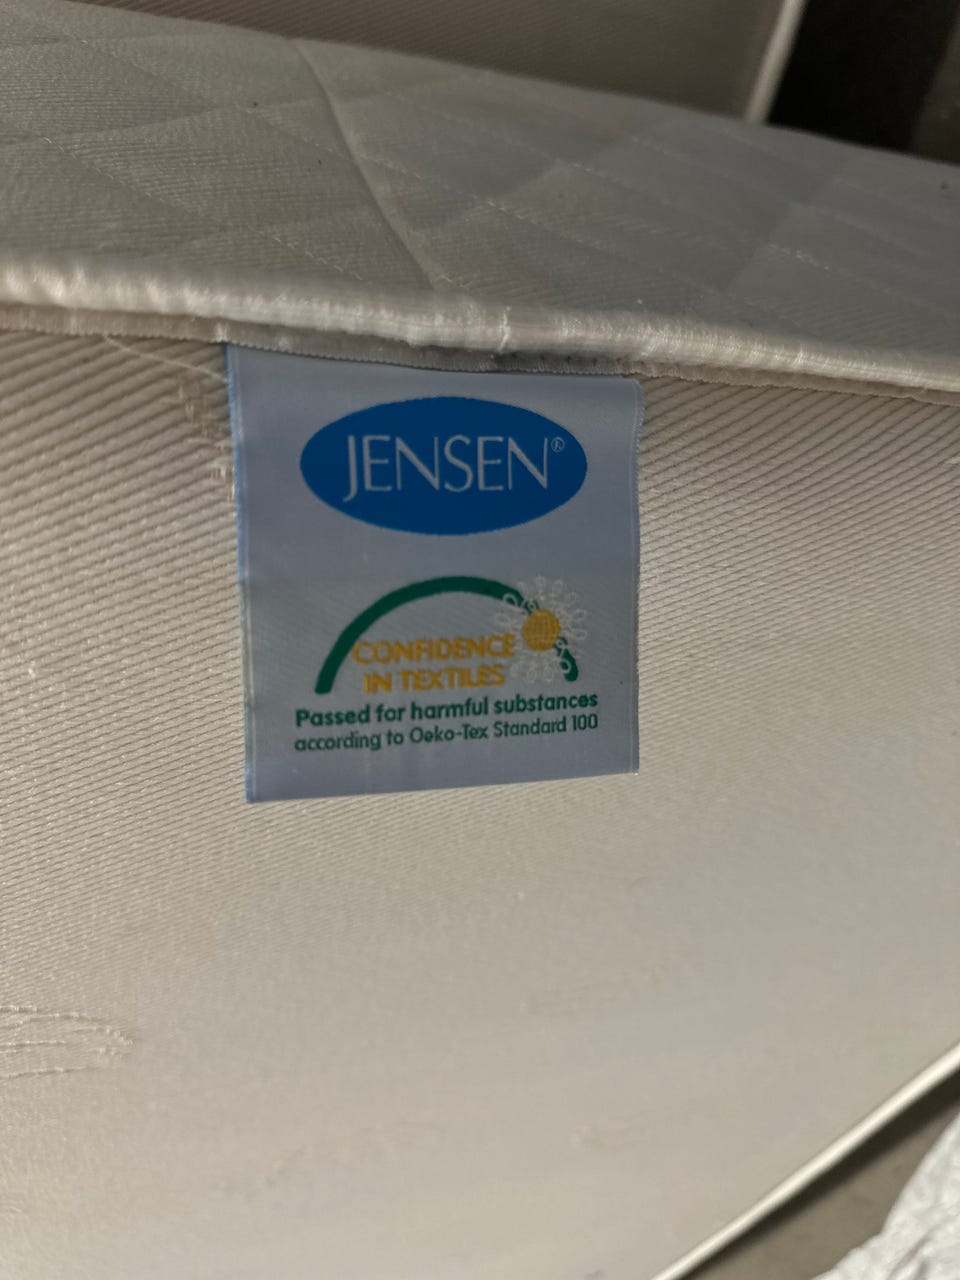 JENSEN®
CONFIDENCE
IN TEXTILES
Passed for harmful substances
according to Oeko-Tex Standard 100